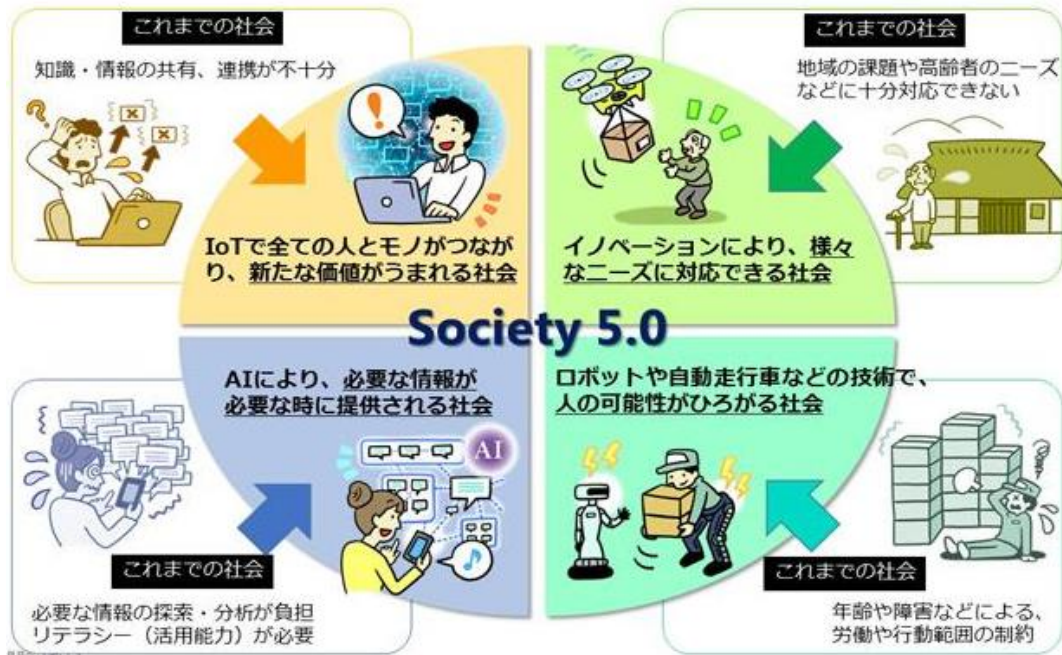 これまでの社会
知識・情報の共有、連携が不十分
IoTで全ての人とモノがつなが
り、新たな価値がうまれる社会
これまでの社会
地域の課題や高齢者のニーズ
などに十分対応できない
イノベーションにより、様々
なニーズに対応できる社会
Society 5.0
AIにより、必要な情報が
必要な時に提供される社会
AI
これまでの社会
必要な情報の探索・分析が負担
リテラシー（活用能力）が必要
ロボットや自動走行車などの技術で、
人の可能性がひろがる社会
これまでの社会
年齢や障害などによる、
労働や行動範囲の制約